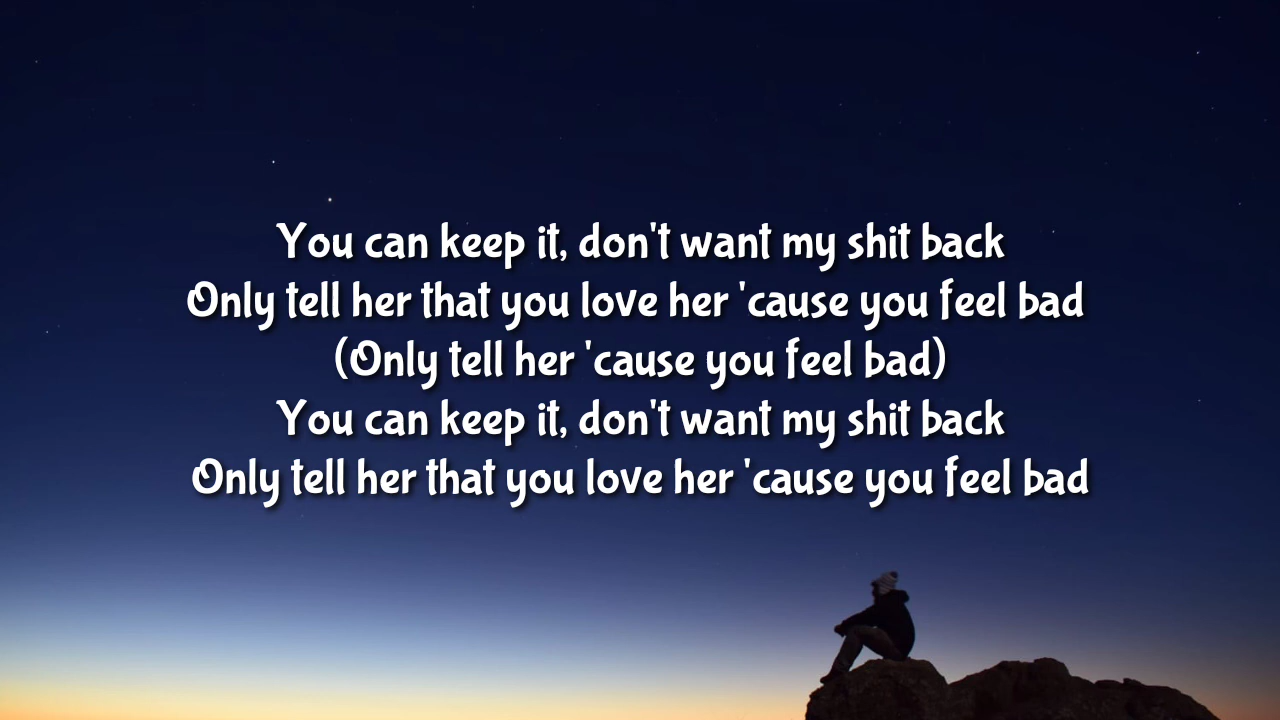 You can keep it, don't want my shit back
Only tell her that you love her 'cause you feel bad
(Only tell her 'cause you feel bad)
You can keep it, don't want my shit back
Only tell her that you love her 'cause you feel bad